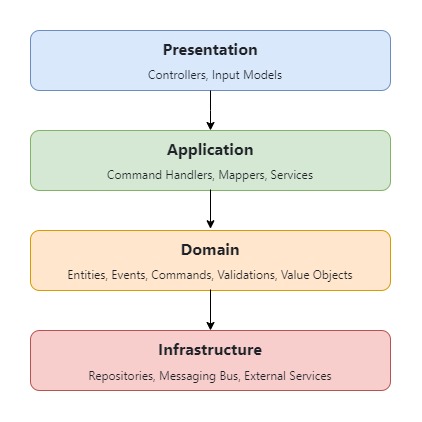 Presentation
Controllers, Input Models
Application
Command Handlers, Mappers, Services
Domain
Entities, Events, Commands, Validations, Value Objects
Infrastructure
Repositories, Messaging Bus, External Services